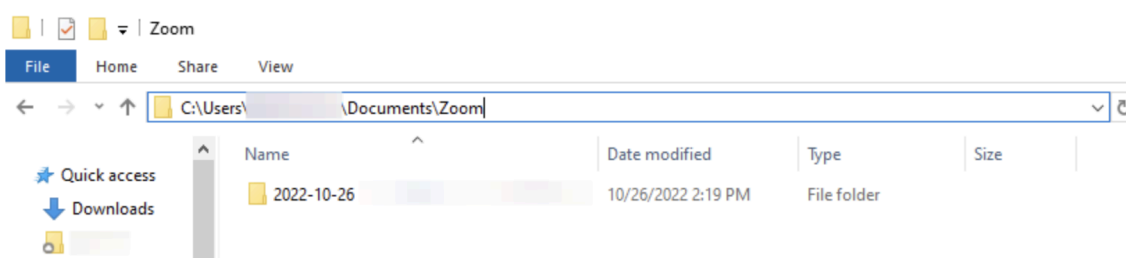 Zoom
File Home Share View
C:\Users\ \Documents\Zoom
Name Date modified Type Size
Quick access
2022-10-26 10/26/2022 2:19 PM File folder
Downloads